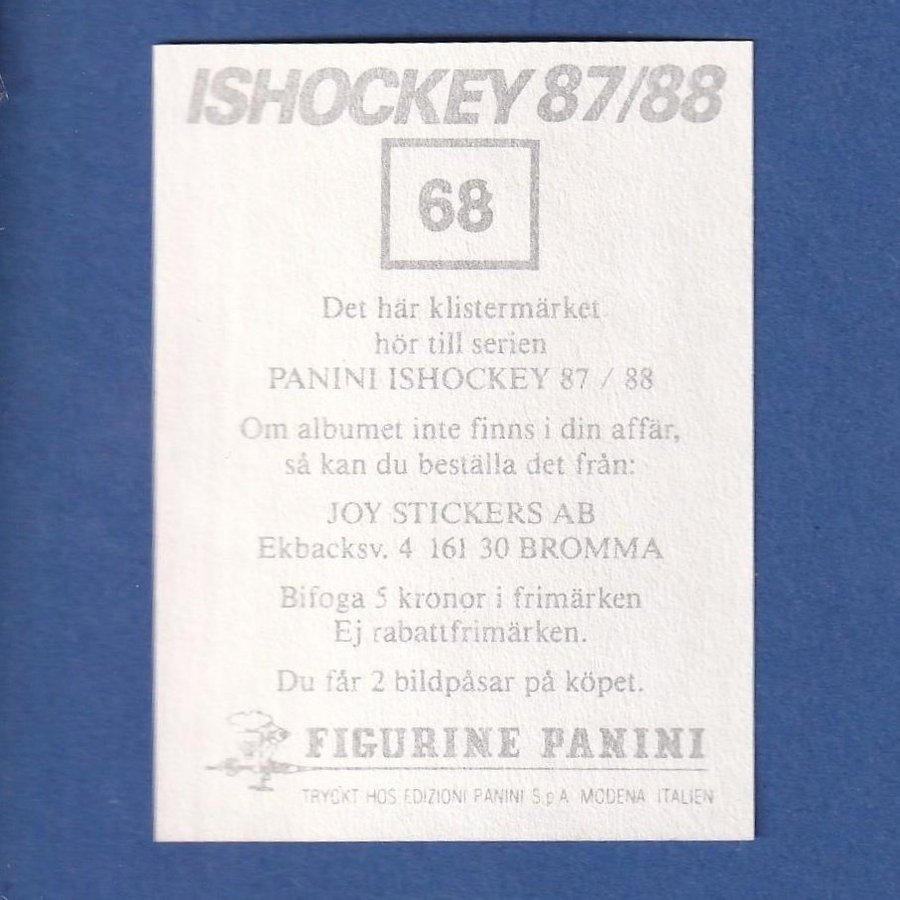 ISHOCKEY 87/88
68
Det här klistermärket
hör till serien
PANINI ISHOCKEY 87 / 88
Om albumet inte finns i din affär,
så kan du beställa det från:
JOY STICKERS AB
Ekbacksv. 4 161 30 BROMMA
Bifoga 5 kronor i frimärken
Ej rabattfrimärken.
Du får 2 bildpåsar på köpet.
FIGURINE PANINI
TRYCKT HOS EDIZIONI PANINI S.p.A. MODENA ITALIEN